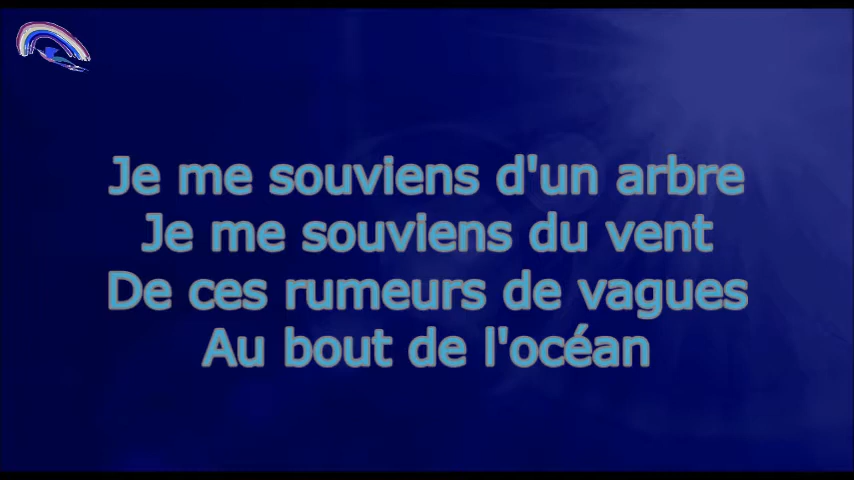 Je me souviens d'un arbre
Je me souviens du vent
De ces rumeurs de vagues
Au bout de l'océan